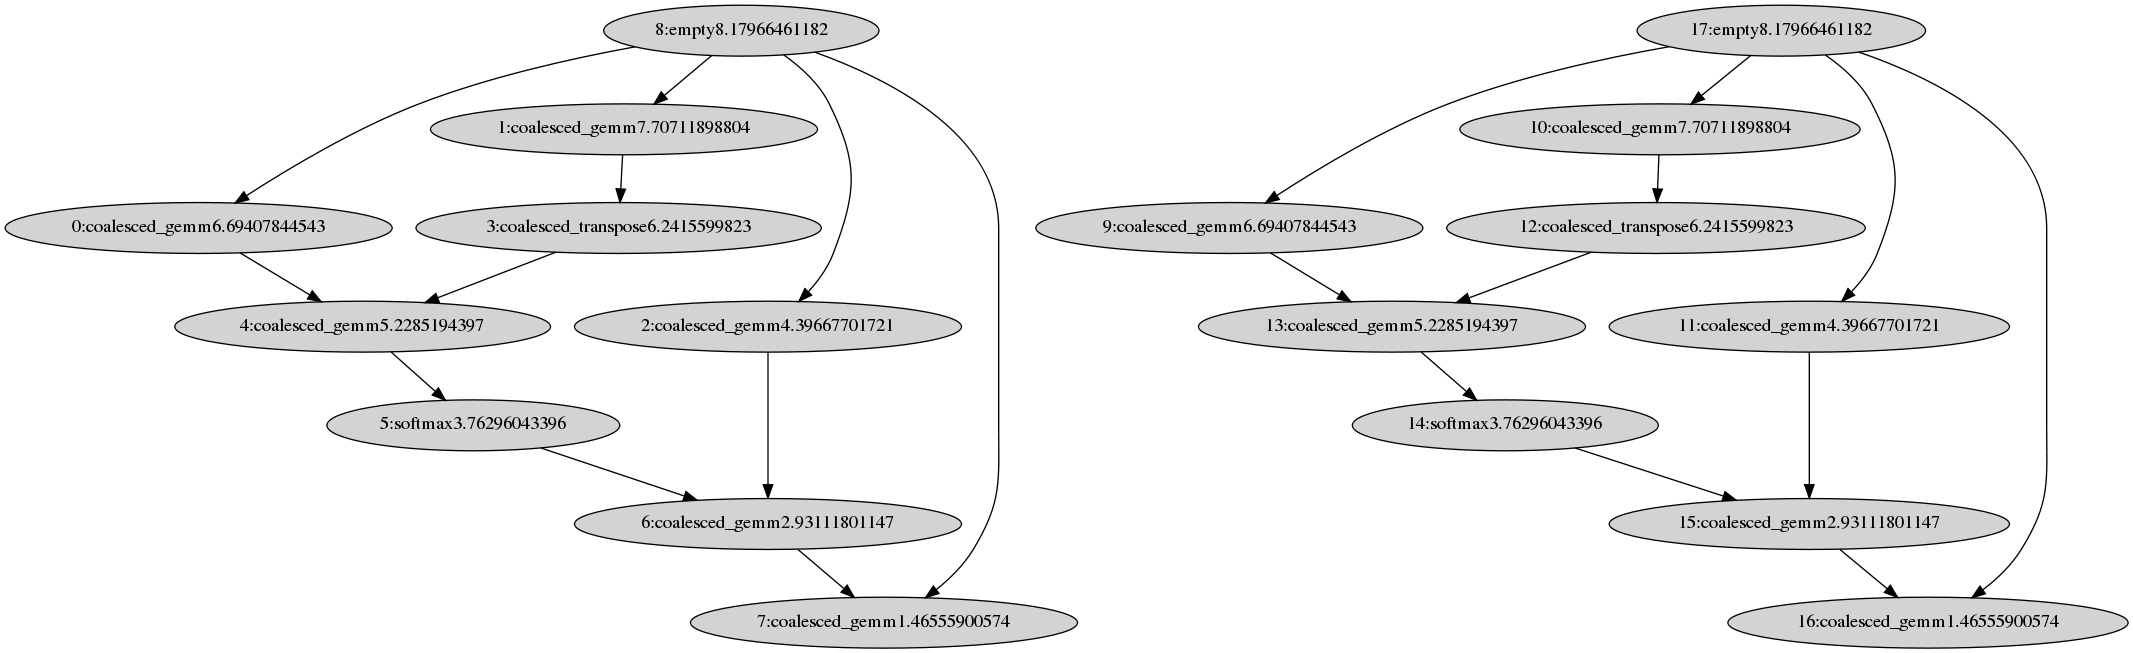 8:empty8.17966461182
1:coalesced_gemm7.70711898804
0:coalesced_gemm6.69407844543
3:coalesced_transpose6.2415599823
4:coalesced_gemm5.2285194397
2:coalesced_gemm4.39667701721
5:softmax3.76296043396
6:coalesced_gemm2.93111801147
7:coalesced_gemm1.46555900574
17:empty8.17966461182
10:coalesced_gemm7.70711898804
9:coalesced_gemm6.69407844543
12:coalesced_transpose6.2415599823
13:coalesced_gemm5.2285194397
11:coalesced_gemm4.39667701721
14:softmax3.76296043396
15:coalesced_gemm2.93111801147
16:coalesced_gemm1.46555900574